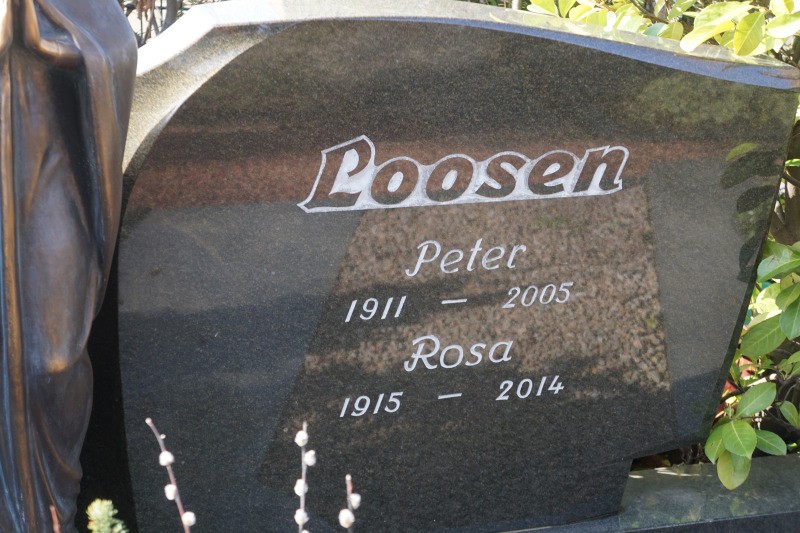 Loosen
Peter
1911 – 2005
Rosa
1915 – 2014